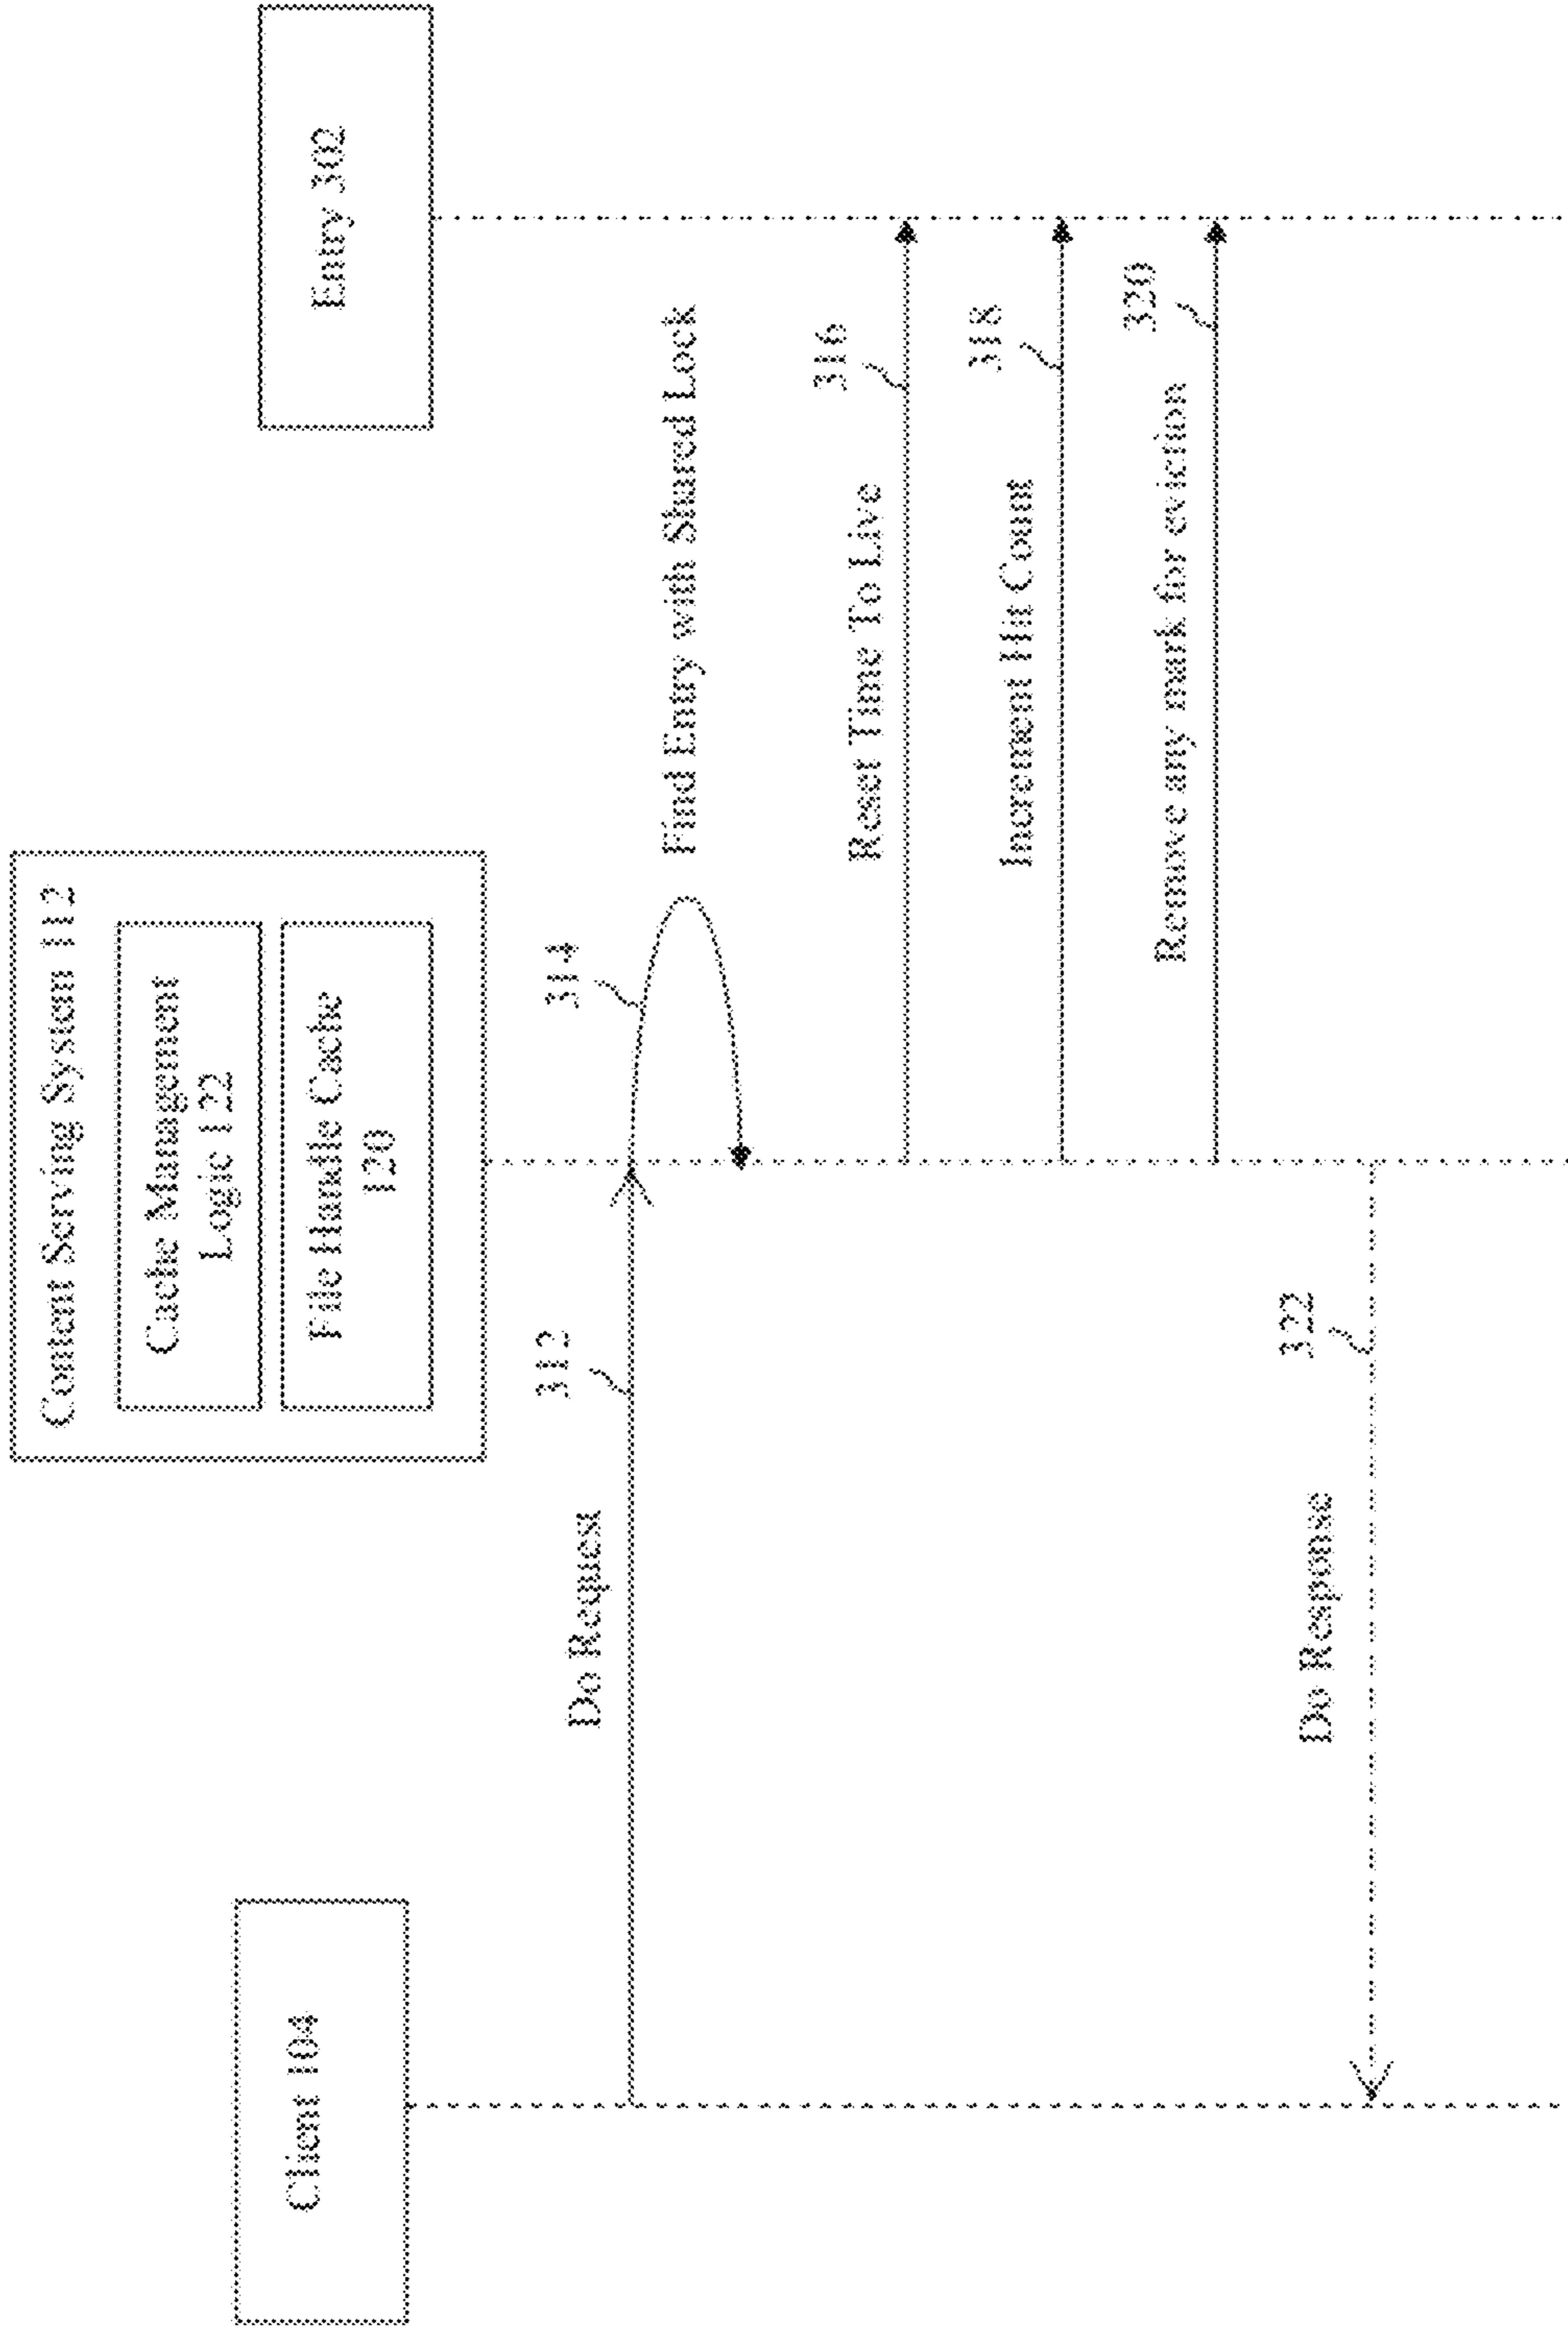 Client 104
Content Serving System 112
Cache Management
Logic 122
File Handle Cache
120
Entry 302
Do Request
312
314
Find Entry with Shared Lock
Reset Time To Live
316
Increment Hit Count
318
Remove any mark for eviction
320
Do Response
322